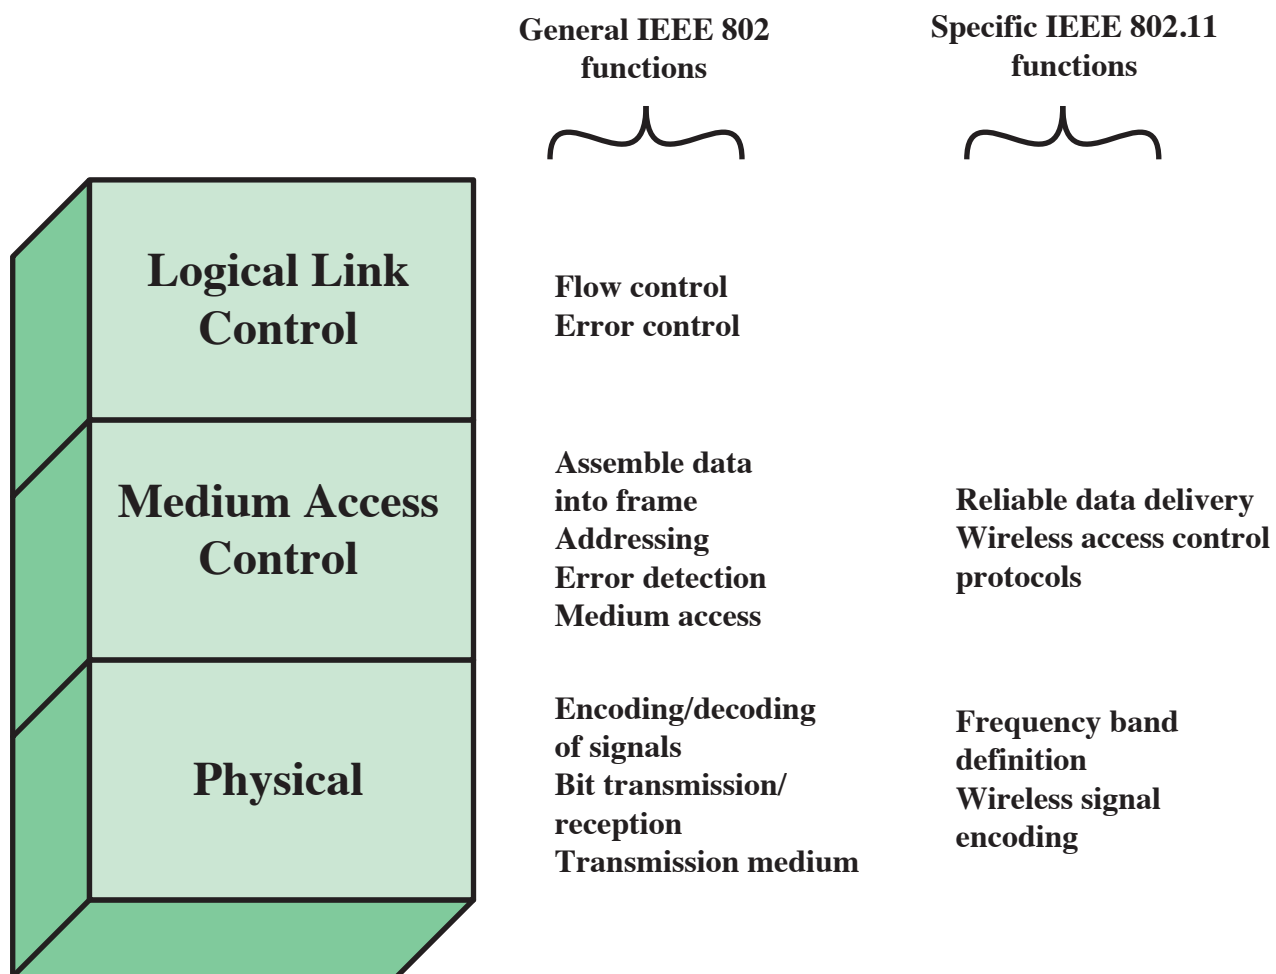 General IEEE 802
functions
Specific IEEE 802.11
functions
Logical Link
Control
Flow control
Error control
Medium Access
Control
Assemble data
into frame
Addressing
Error detection
Medium access
Reliable data delivery
Wireless access control
protocols
Physical
Encoding/decoding
of signals
Bit transmission/
reception
Transmission medium
Frequency band
definition
Wireless signal
encoding